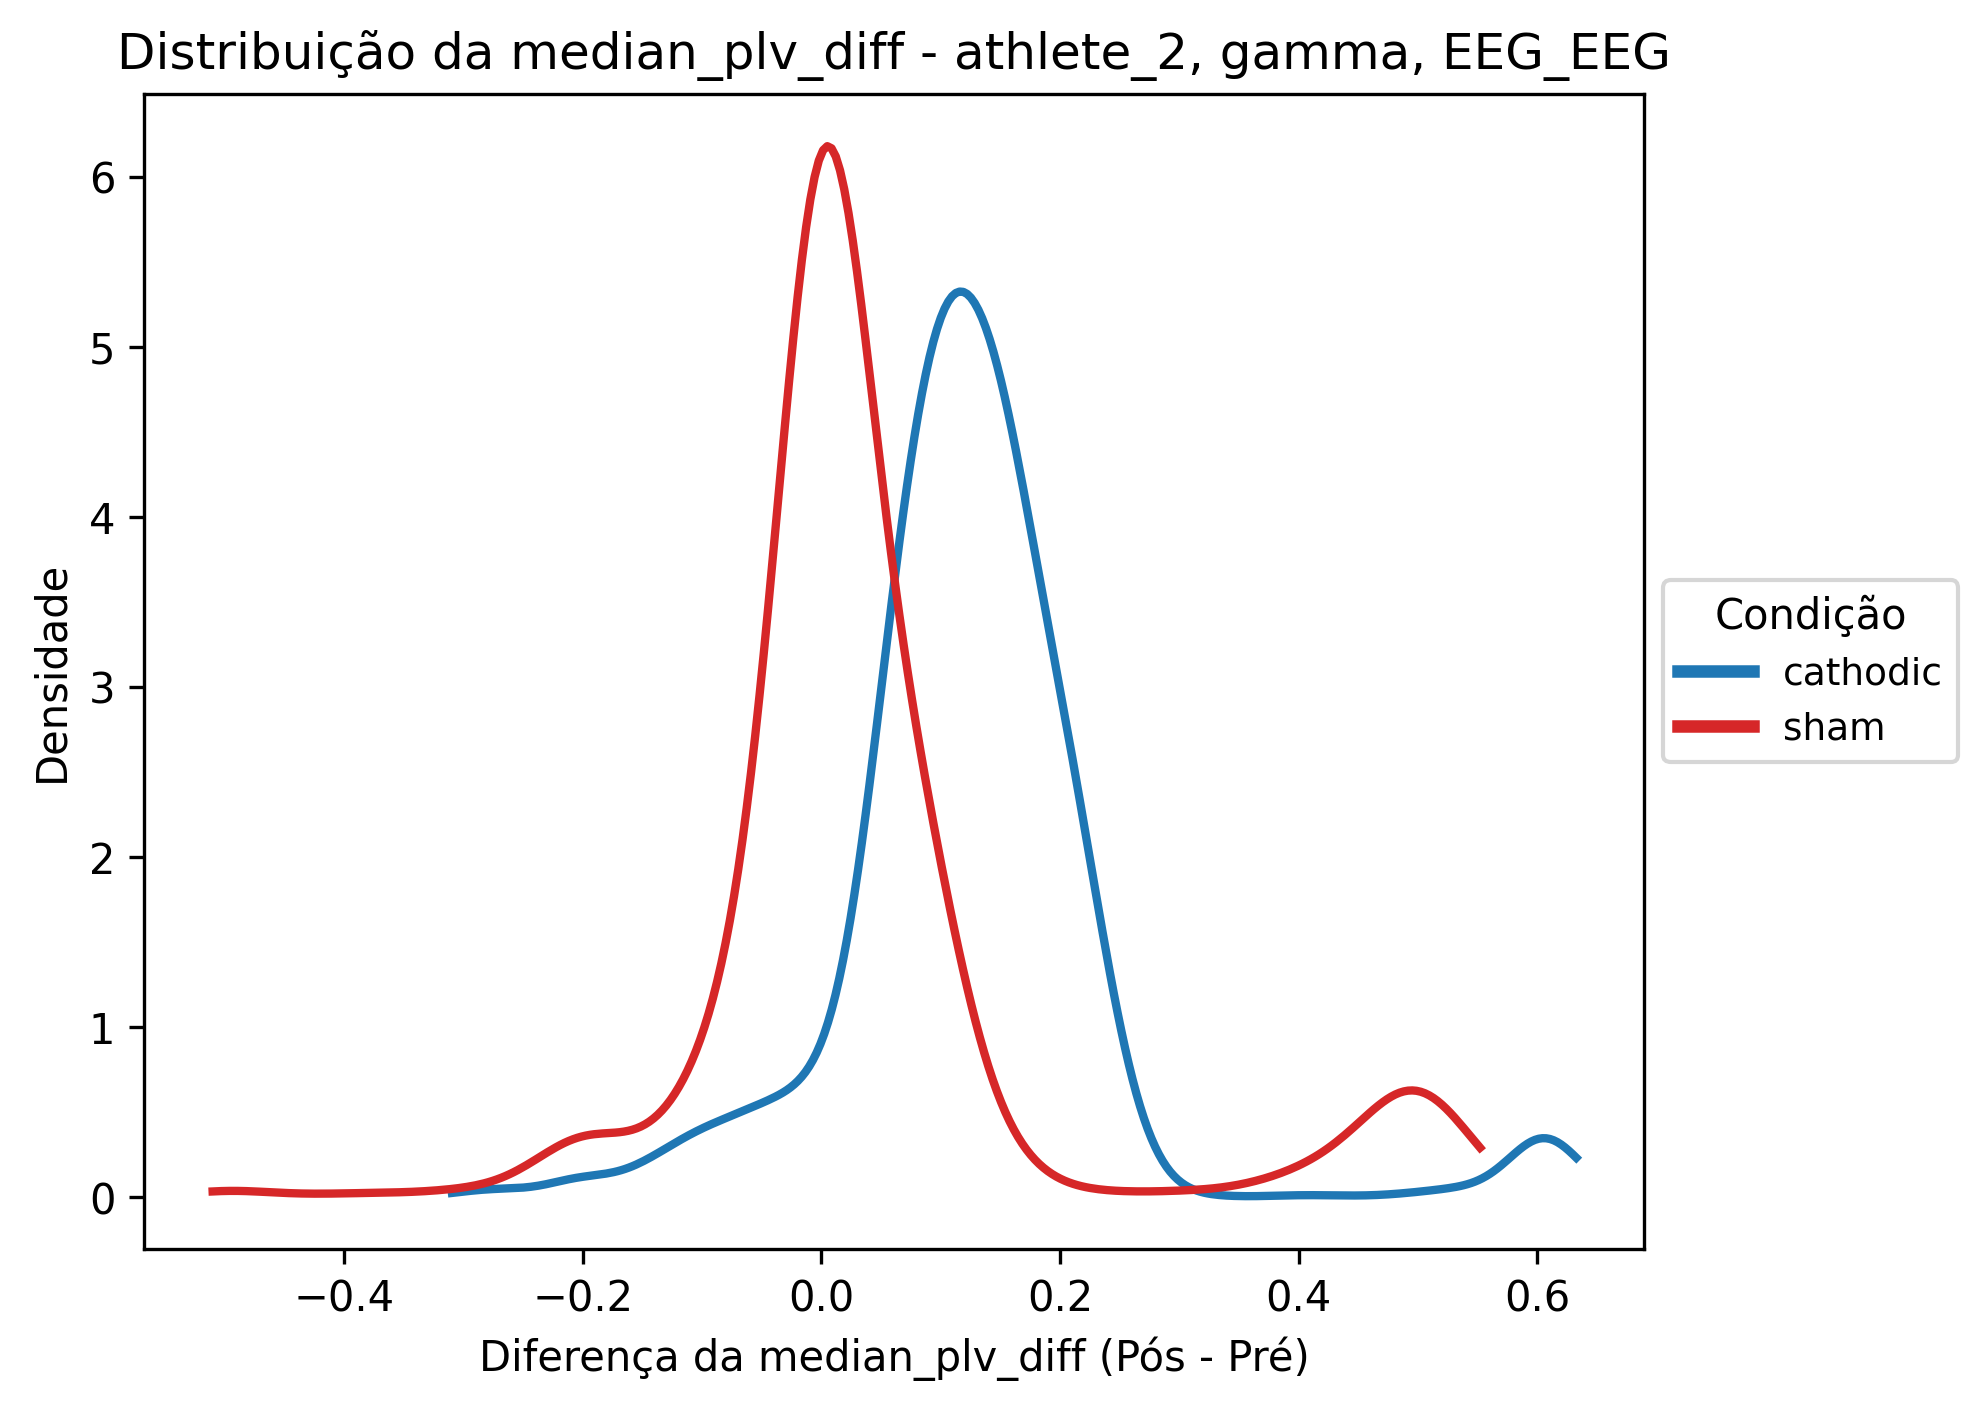 Distribuição da median_plv_diff - athlete_2, gamma, EEG_EEG
Densidade
6
5
4
3
2
1
0
−0.4
−0.2
0.0
0.2
0.4
0.6
Diferença da median_plv_diff (Pós - Pré)
Condição
cathodic
sham